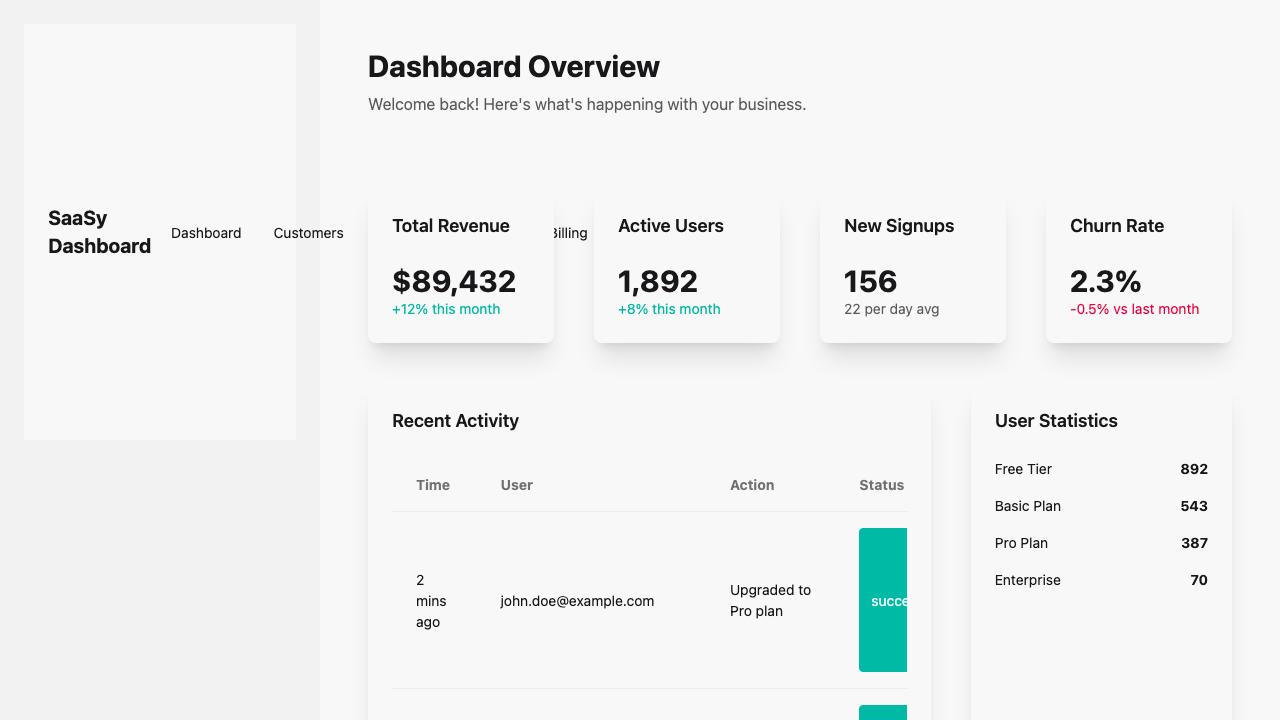 SaaSy
Dashboard
Dashboard
Customers
Billing
Dashboard Overview
Welcome back! Here's what's happening with your business.
Total Revenue
$89,432
+12% this month
Active Users
1,892
+8% this month
New Signups
156
22 per day avg
Churn Rate
2.3%
-0.5% vs last month
Recent Activity
Time User Action Status
2
mins
ago
john.doe@example.com
Upgraded to
Pro plan
succe
User Statistics
Free Tier 892
Basic Plan 543
Pro Plan 387
Enterprise 70